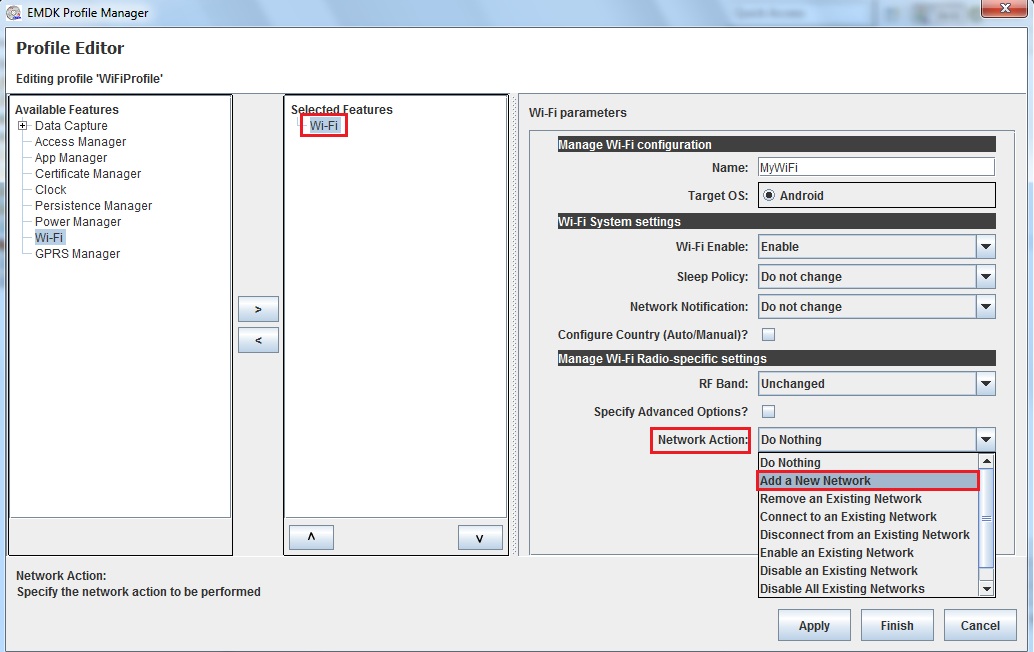 EMDK Profile Manager
Profile Editor
Editing profile 'WiFiProfile'
Available Features
Data Capture
Access Manager
App Manager
Certificate Manager
Clock
Persistence Manager
Power Manager
Wi-Fi
GPRS Manager
>
<
Selected Features
Wi-Fi
^
v
Wi-Fi parameters
Manage Wi-Fi configuration
Name: MyWiFi
Target OS: Android
Wi-Fi System settings
Wi-Fi Enable: Enable
Sleep Policy: Do not change
Network Notification: Do not change
Configure Country (Auto/Manual)?
Manage Wi-Fi Radio-specific settings
RF Band: Unchanged
Specify Advanced Options?
Network Action: Do Nothing
Do Nothing
Add a New Network
Remove an Existing Network
Connect to an Existing Network
Disconnect from an Existing Network
Enable an Existing Network
Disable an Existing Network
Disable All Existing Networks
Network Action:
Specify the network action to be performed
Apply Finish Cancel